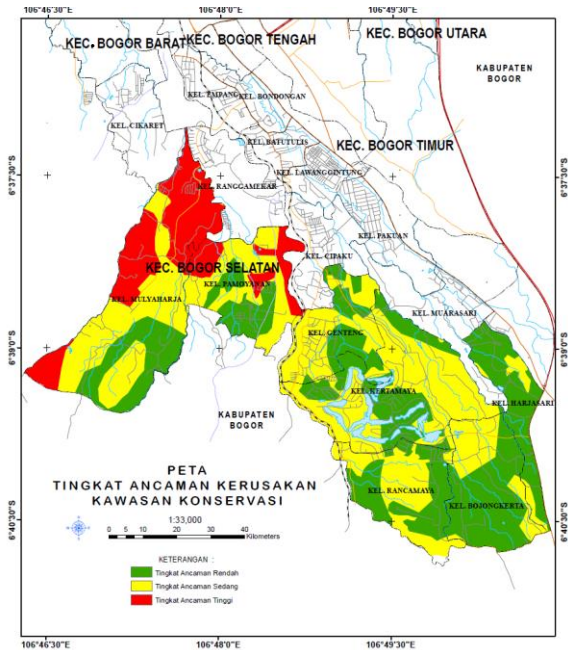 106°46'30"E 106°48'0"E 106°49'30"E
KEC. BOGOR BARAT
KEC. BOGOR TENGAH
KEC. BOGOR UTARA
KABUPATEN
BOGOR
KEL. EMPANG
KEL. BONDONGAN
KEL. CIKARET
KEL. BATUTULIS
KEC. BOGOR TIMUR
KEL. LAWANGGINTUNG
6°37'30"S 6°37'30"S
KEL. RANGGAMEKAR
KEL. PAKUAN
KEL. CIPAKU
KEC. BOGOR SELATAN
KEL. PAMOYANAN
KEL. MULYAHARJA
KEL. MUARASARI
KEL. GENTENG
6°39'0"S 6°39'0"S
KEL. KERTAMAYA
KEL. HARJASARI
KABUPATEN
BOGOR
PETA
TINGKAT ANCAMAN KERUSAKAN
KAWASAN KONSERVASI
KEL. RANCAMAYA
KEL. BOJONGKERTA
6°40'30"S 6°40'30"S
1:33,000
0 5 10 20 30 40
Kilometers
KETERANGAN :
Tingkat Ancaman Rendah
Tingkat Ancaman Sedang
Tingkat Ancaman Tinggi
106°46'30"E 106°48'0"E 106°49'30"E